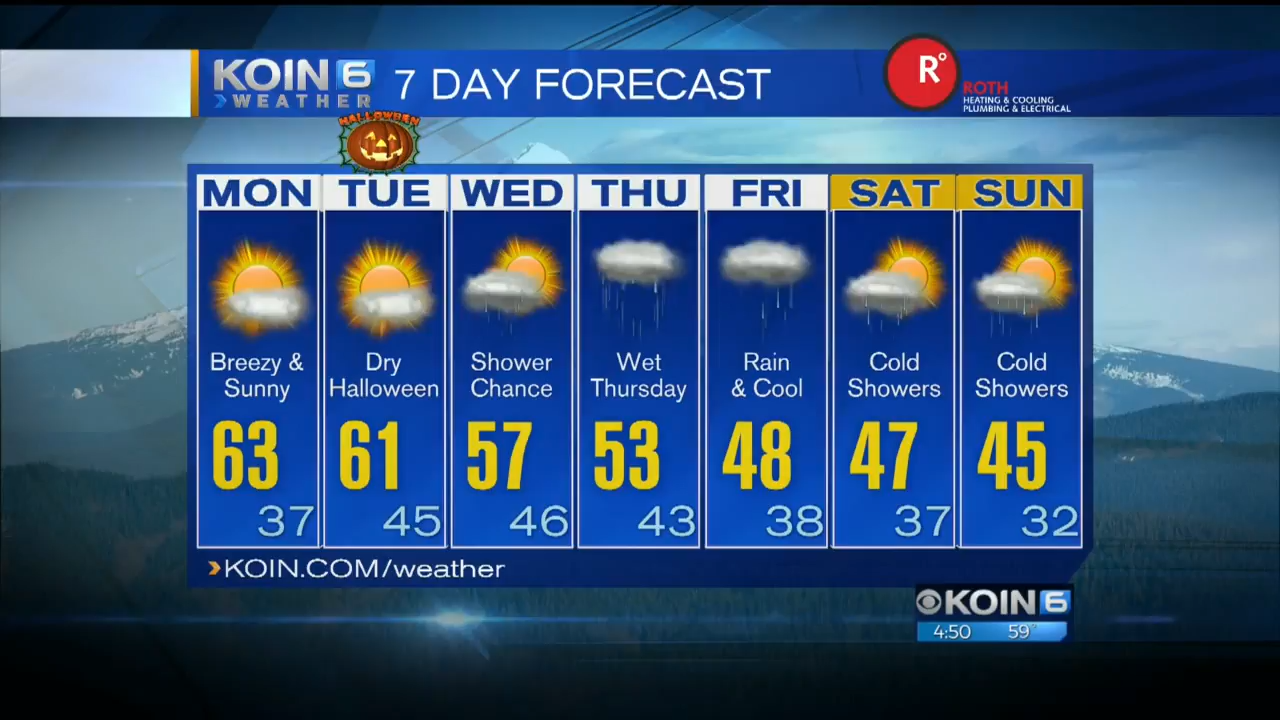 KOIN 6
WEATHER
7 DAY FORECAST
R°
ROTH
HEATING & COOLING
PLUMBING & ELECTRICAL
HALLOWEEN
MON TUE WED THU FRI SAT SUN
Breezy &
Sunny
63
37
Dry
Halloween
61
45
Shower
Chance
57
46
Wet
Thursday
53
43
Rain
& Cool
48
38
Cold
Showers
47
37
Cold
Showers
45
32
KOIN.COM/weather
KOIN 6
4:50 59°